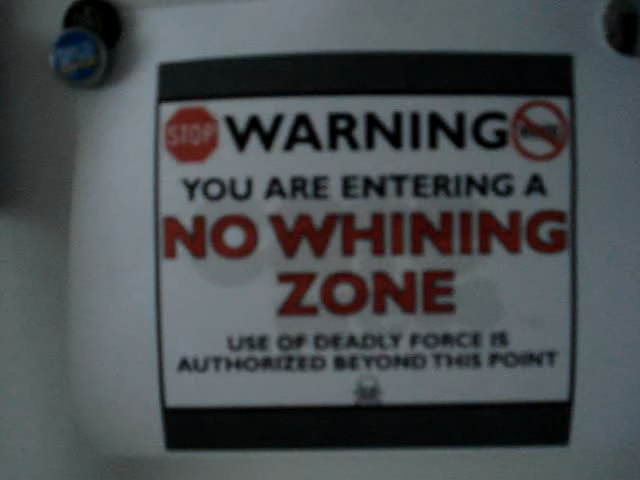 STOP WARNING
YOU ARE ENTERING A
NO WHINING
ZONE
USE OF DEADLY FORCE IS
AUTHORIZED BEYOND THIS POINT